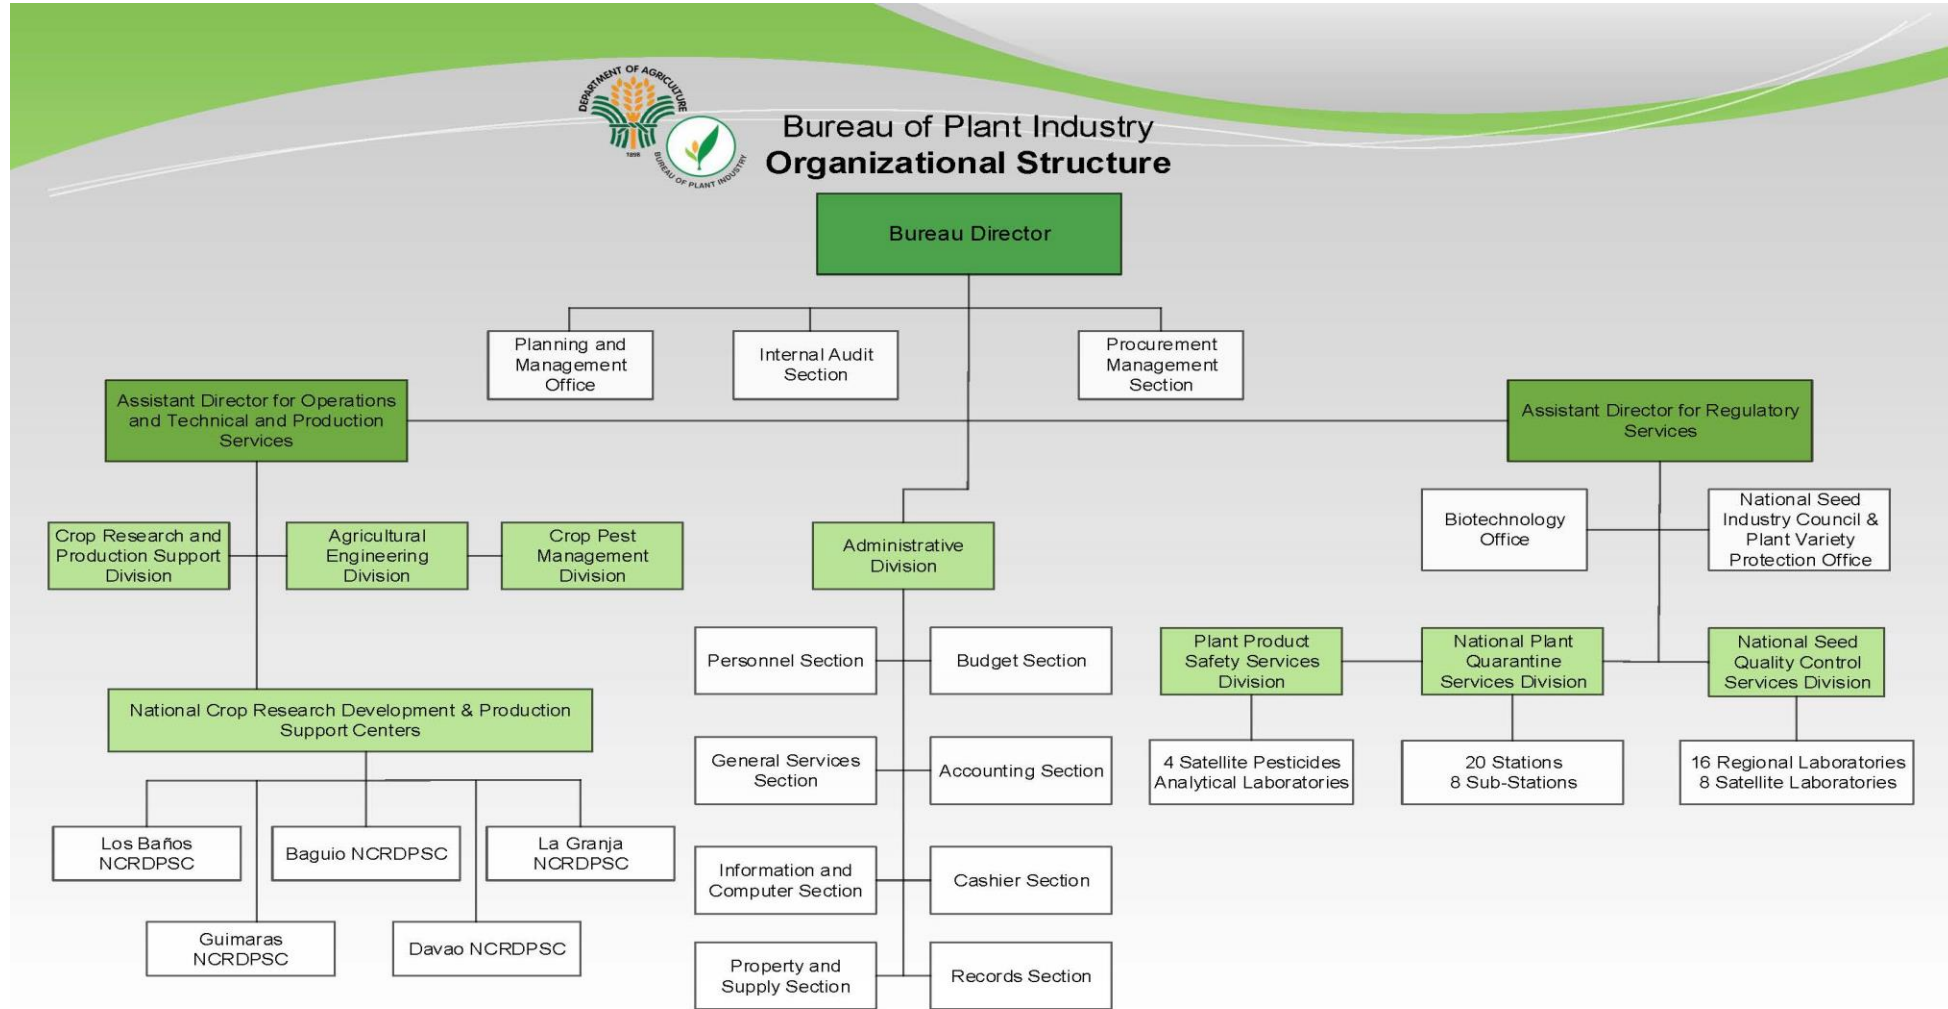 DEPARTMENT OF AGRICULTURE
1898
BUREAU OF PLANT INDUSTRY
Bureau of Plant Industry
Organizational Structure
Bureau Director
Planning and
Management
Office
Internal Audit
Section
Procurement
Management
Section
Assistant Director for Operations
and Technical and Production
Services
Assistant Director for Regulatory
Services
Crop Research and
Production Support
Division
Agricultural
Engineering
Division
Crop Pest
Management
Division
Administrative
Division
Biotechnology
Office
National Seed
Industry Council &
Plant Variety
Protection Office
Personnel Section
Budget Section
Plant Product
Safety Services
Division
National Plant
Quarantine
Services Division
National Seed
Quality Control
Services Division
National Crop Research Development & Production
Support Centers
General Services
Section
Accounting Section
4 Satellite Pesticides
Analytical Laboratories
20 Stations
8 Sub-Stations
16 Regional Laboratories
8 Satellite Laboratories
Los Baños
NCRDPSC
Baguio NCRDPSC
La Granja
NCRDPSC
Information and
Computer Section
Cashier Section
Guimaras
NCRDPSC
Davao NCRDPSC
Property and
Supply Section
Records Section